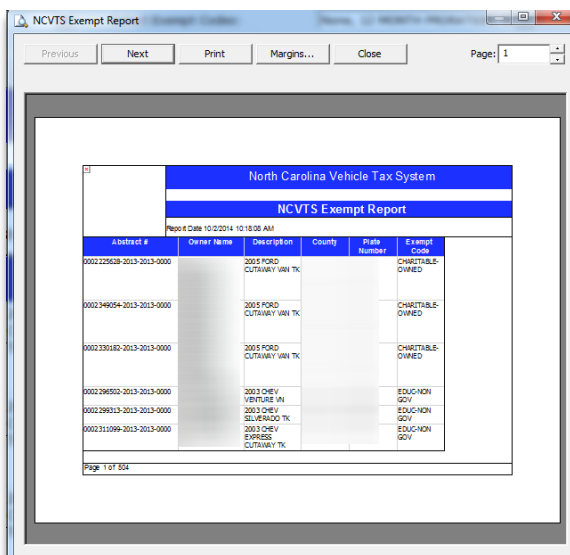 NCVTS Exempt Report
Previous Next Print Margins... Close Page: 1
North Carolina Vehicle Tax System
NCVTS Exempt Report
Report Date 10/2/2014 10:18:08 AM
Abstract # Owner Name Description County Plate Number Exempt Code
0002225628-2013-2013-0000 2005 FORD CHARITABLE-
CUTAWAY VAN TK OWNED
0002349054-2013-2013-0000 2005 FORD CHARITABLE-
CUTAWAY VAN TK OWNED
0002330182-2013-2013-0000 2005 FORD CHARITABLE-
CUTAWAY VAN TK OWNED
0002296502-2013-2013-0000 2003 CHEV EDUC-NON
VENTURE VN GOV
0002299313-2013-2013-0000 2003 CHEV EDUC-NON
SILVERADO TK GOV
0002311099-2013-2013-0000 2003 CHEV EDUC-NON
EXPRESS GOV
CUTAWAY TK
Page 1 of 504